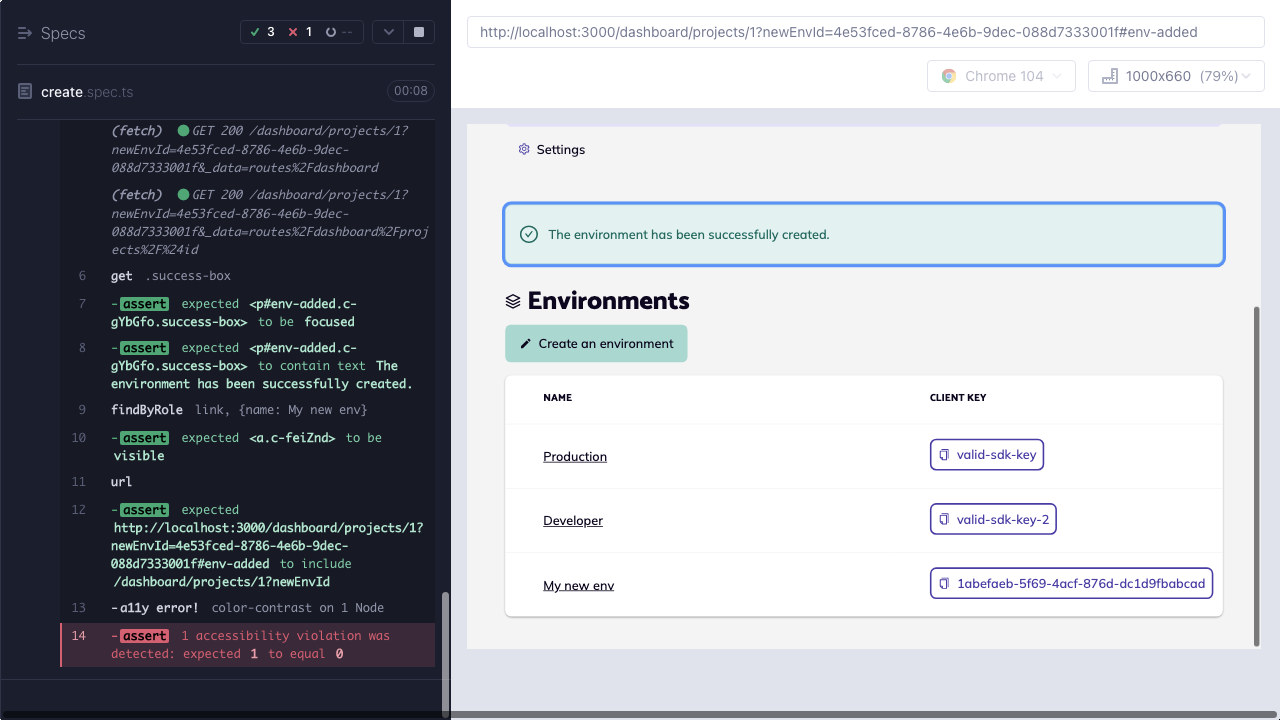 Specs
3 1 --
create.spec.ts
00:08
(fetch) GET 200 /dashboard/projects/1?
newEnvId=4e53fced-8786-4e6b-9dec-
088d7333001f&_data=routes%2Fdashboard
(fetch) GET 200 /dashboard/projects/1?
newEnvId=4e53fced-8786-4e6b-9dec-
088d7333001f&_data=routes%2Fdashboard%2Fproj
ects%2F%24id
6 get .success-box
7 -assert expected <p#env-added.c-
gYbGfo.success-box> to be focused
8 -assert expected <p#env-added.c-
gYbGfo.success-box> to contain text The
environment has been successfully created.
9 findByRole link, {name: My new env}
10 -assert expected <a.c-feiZnd> to be
visible
11 url
12 -assert expected
http://localhost:3000/dashboard/projects/1?
newEnvId=4e53fced-8786-4e6b-9dec-
088d7333001f#env-added to include
/dashboard/projects/1?newEnvId
13 -a11y error! color-contrast on 1 Node
14 -assert 1 accessibility violation was
detected: expected 1 to equal 0
http://localhost:3000/dashboard/projects/1?newEnvId=4e53fced-8786-4e6b-9dec-088d7333001f#env-added
Chrome 104
1000x660 (79%)
Settings
The environment has been successfully created.
Environments
Create an environment
NAME CLIENT KEY
Production valid-sdk-key
Developer valid-sdk-key-2
My new env 1abefaeb-5f69-4acf-876d-dc1d9fbabcad